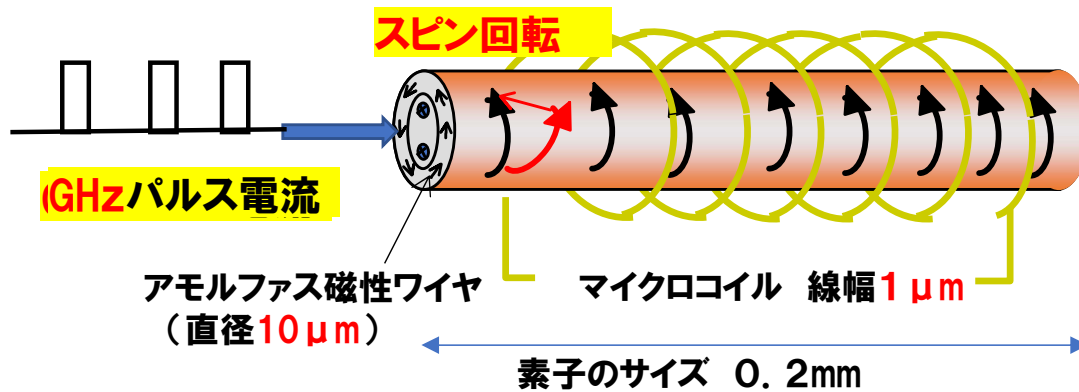 スピン回転
GHzパルス電流
アモルファス磁性ワイヤ
(直径10μm)
マイクロコイル 線幅1μm
素子のサイズ 0.2mm